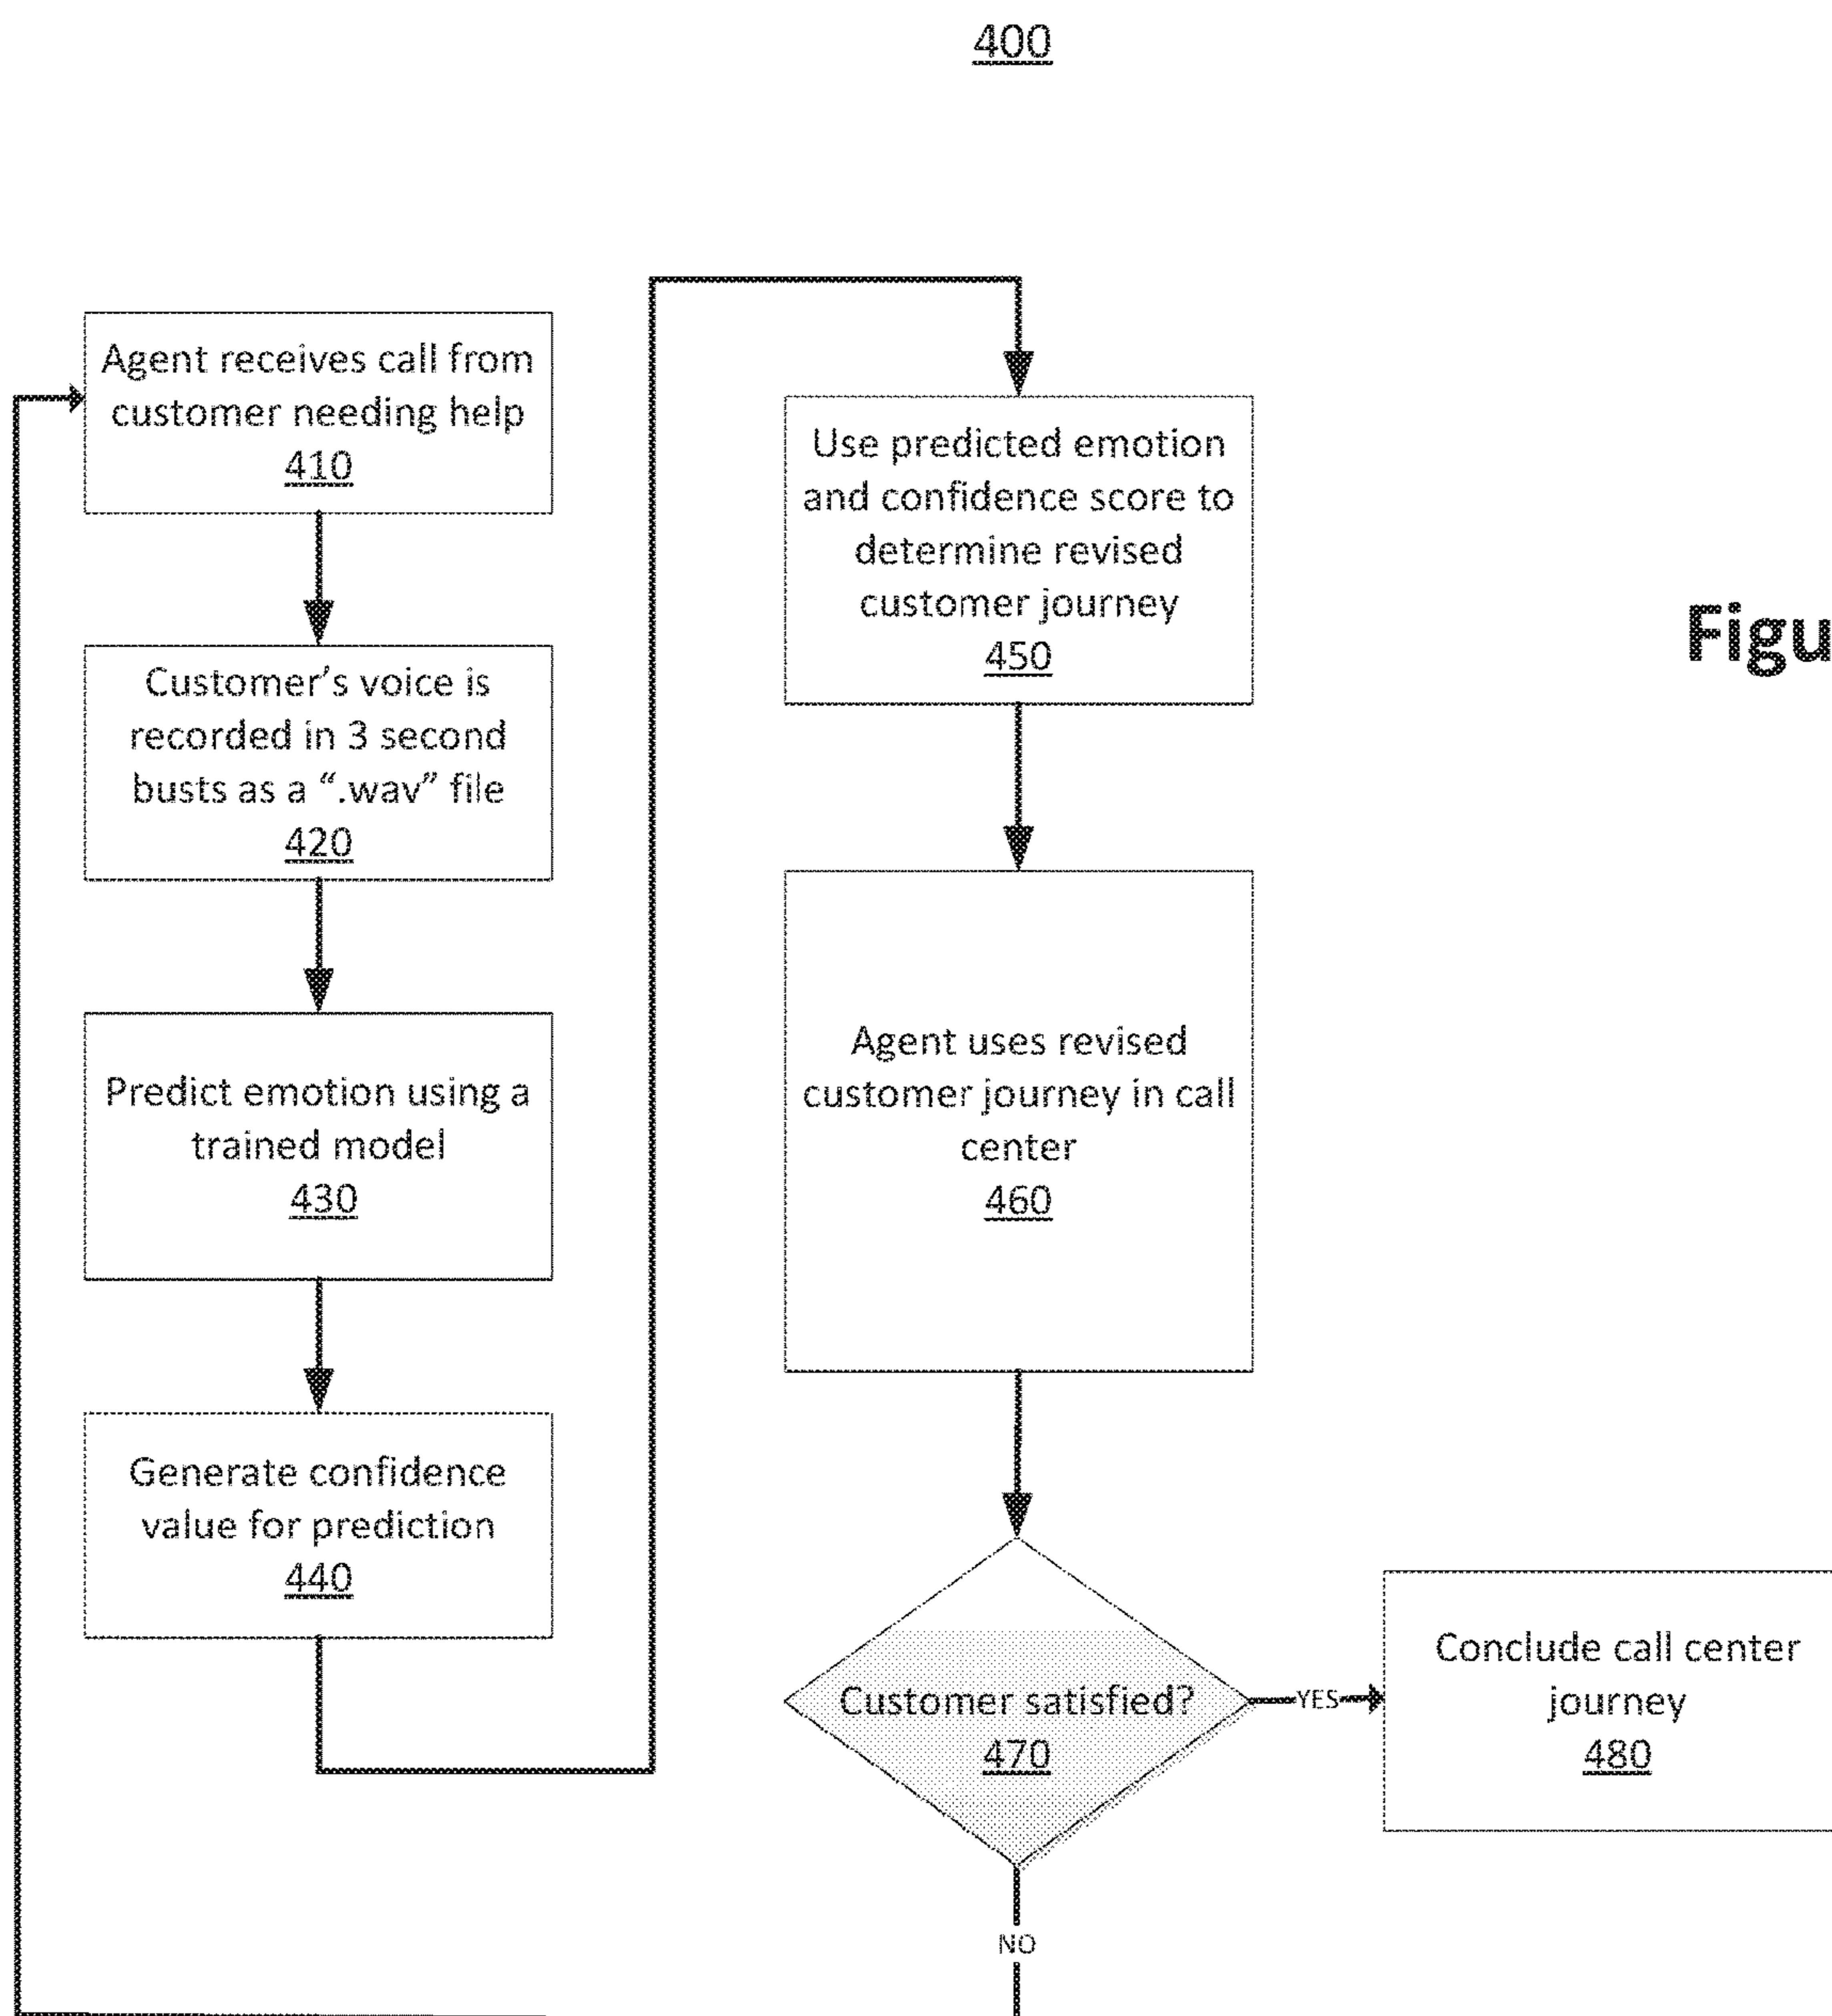 400
Agent receives call from
customer needing help
410
Customer's voice is
recorded in 3 second
busts as a ".wav" file
420
Predict emotion using a
trained model
430
Generate confidence
value for prediction
440
Use predicted emotion
and confidence score to
determine revised
customer journey
450
Agent uses revised
customer journey in call
center
460
Customer satisfied?
470
YES
Conclude call center
journey
480
NO
Figu